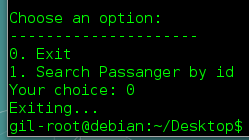 Choose an option:
---------------------
0. Exit
1. Search Passanger by id
Your choice: 0
Exiting...
gil-root@debian:~/Desktop$